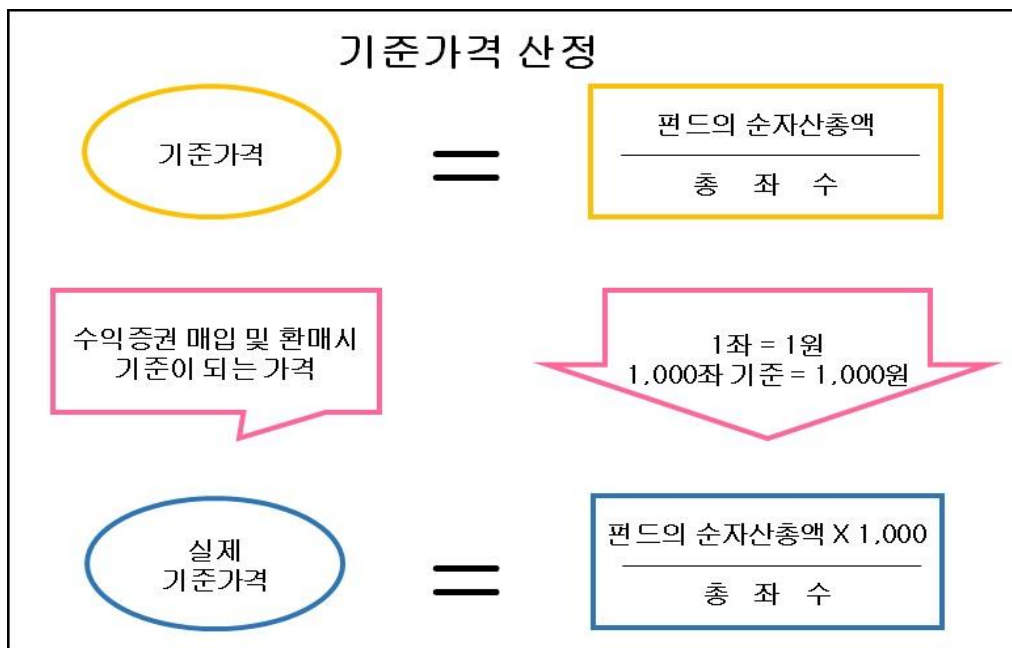 기준가격 산정
기준가격
=
펀드의 순자산총액
총 좌 수
수익증권 매입 및 환매시
기준이 되는 가격
1좌 = 1원
1,000좌 기준 = 1,000원
실제
기준가격
=
펀드의 순자산총액 X 1,000
총 좌 수